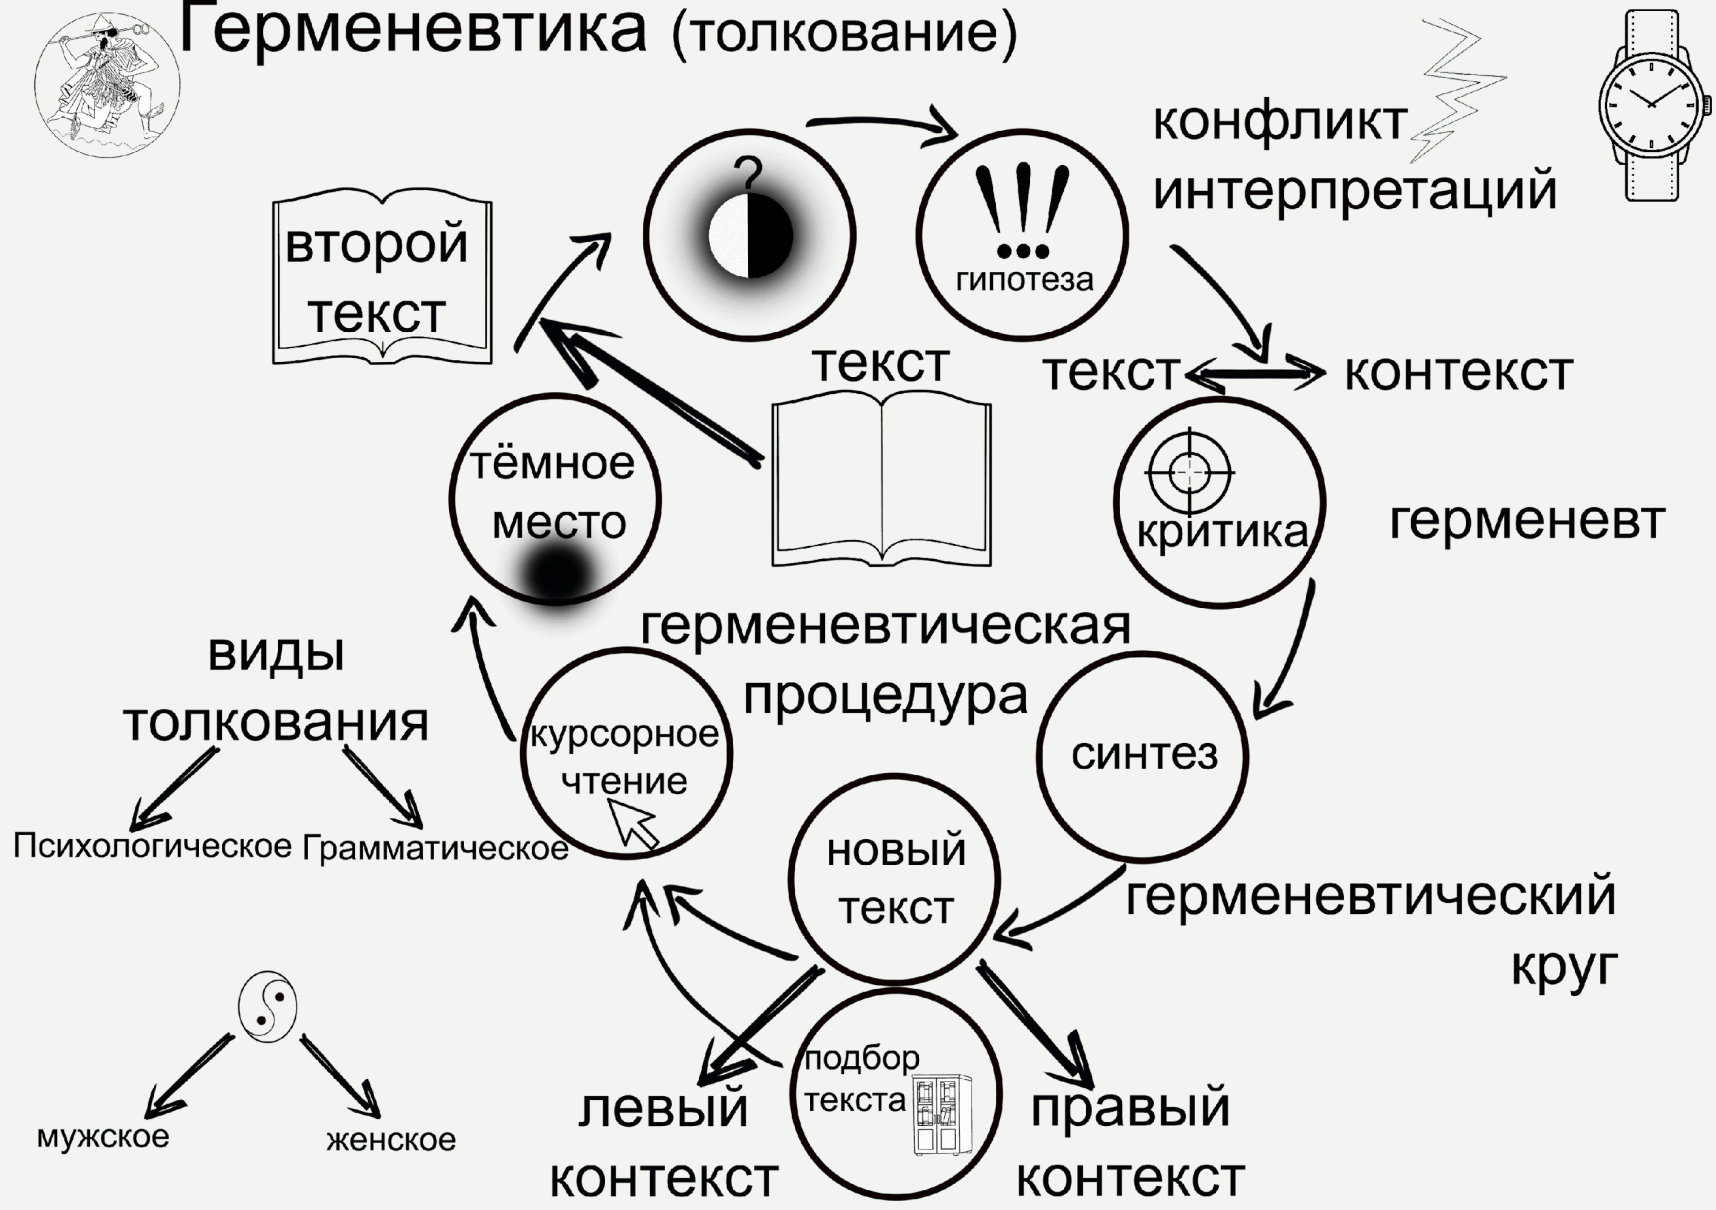 Герменевтика (толкование)
конфликт
интерпретаций
?
!!!
гипотеза
второй
текст
текст
текст
контекст
тёмное
место
критика
герменевт
герменевтическая
процедура
виды
толкования
Психологическое
Грамматическое
курсорное
чтение
синтез
новый
текст
герменевтический
круг
подбор
текста
левый
контекст
правый
контекст
мужское
женское